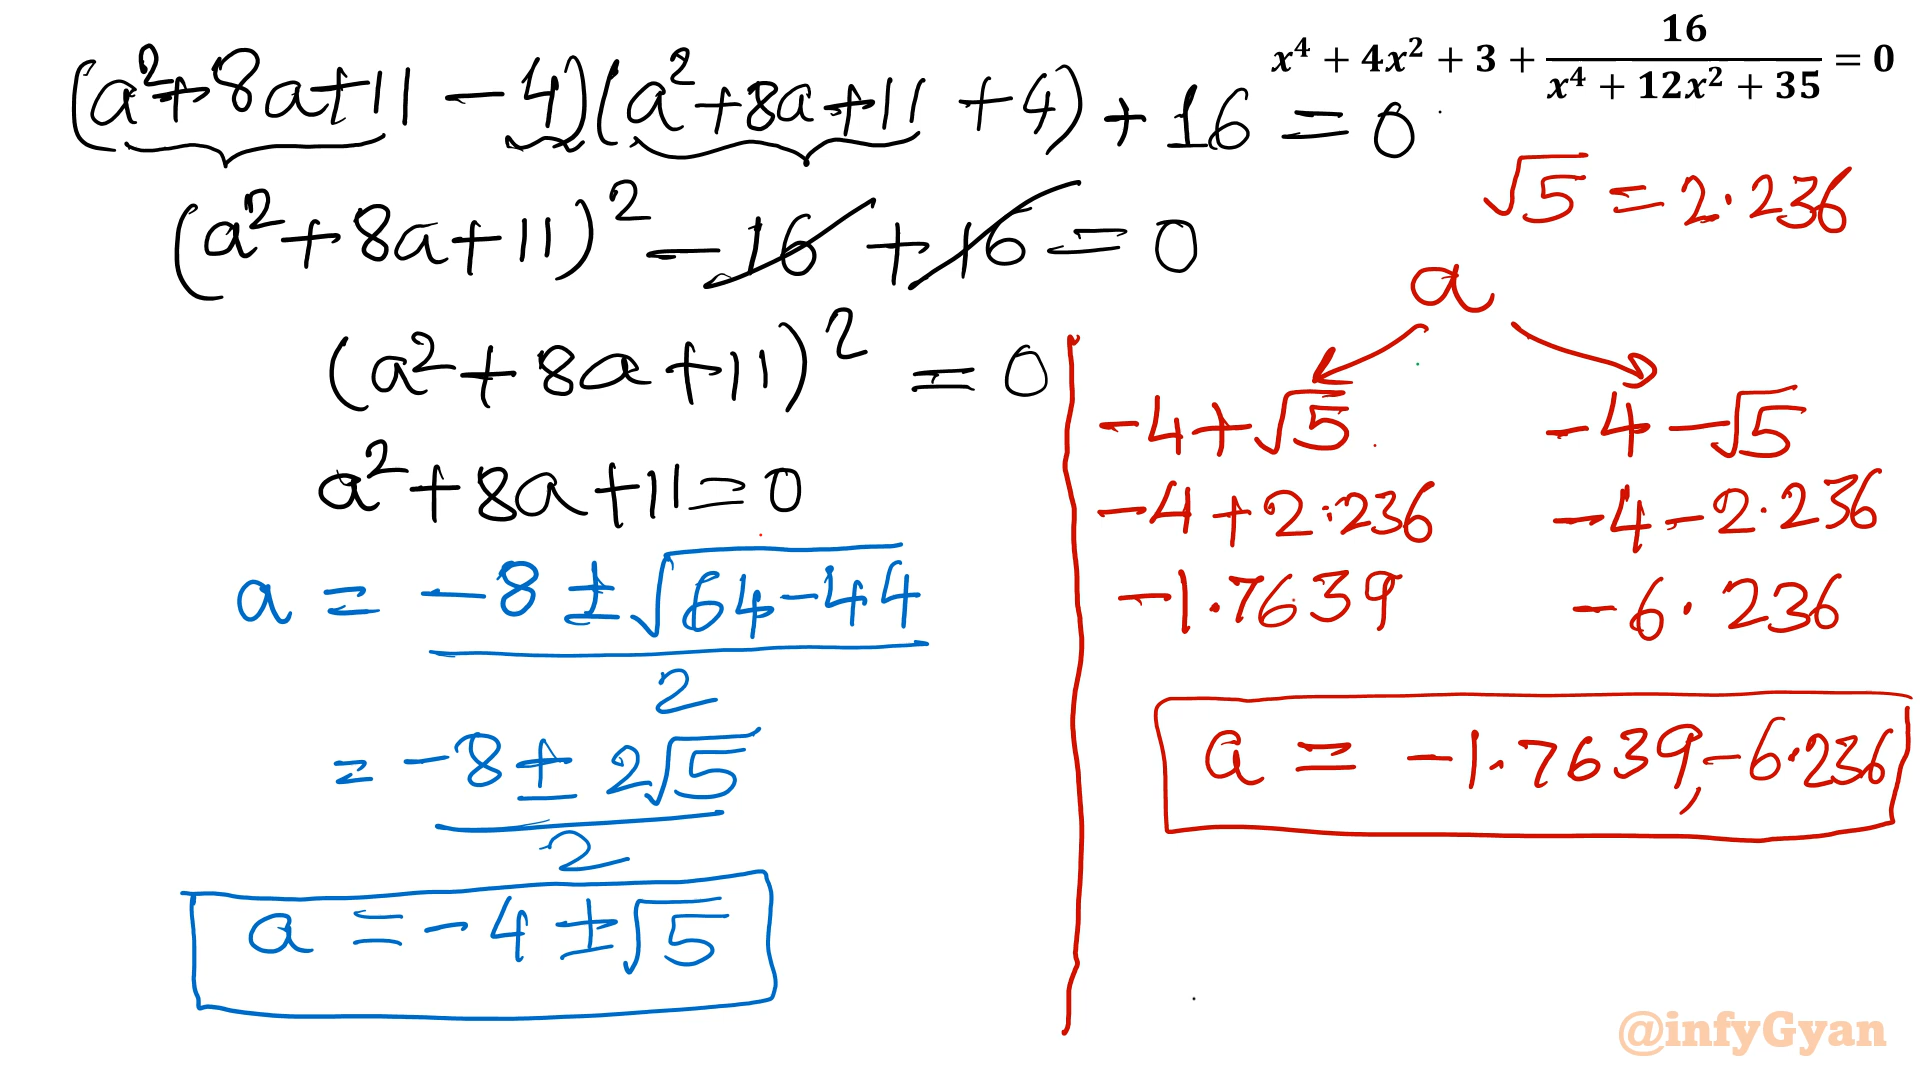 x⁴ + 4x² + 3 + 16/(x⁴ + 12x² + 35) = 0
(a²+8a+11 - 4)(a²+8a+11 + 4) + 16 = 0
(a²+8a+11)² - 16 + 16 = 0
(a²+8a+11)² = 0
a²+8a+11=0
a = (-8 ± √(64-44))/2
= (-8 ± 2√5)/2
a = -4 ± √5
√5 = 2.236
a
-4+√5
-4-√5
-4+2.236
-4-2.236
-1.7639
-6.236
a = -1.7639, -6.236
@infyGyan